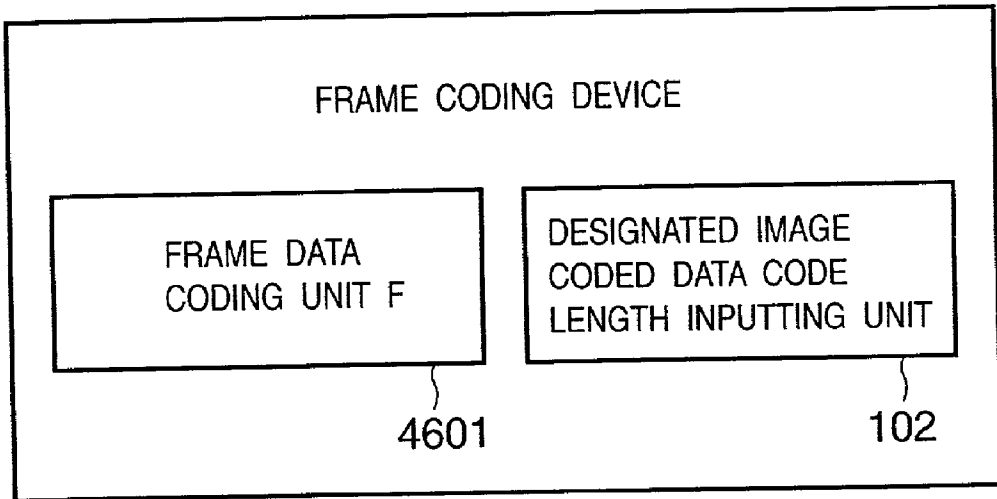 FRAME CODING DEVICE
FRAME DATA
CODING UNIT F
4601
DESIGNATED IMAGE
CODED DATA CODE
LENGTH INPUTTING UNIT
102